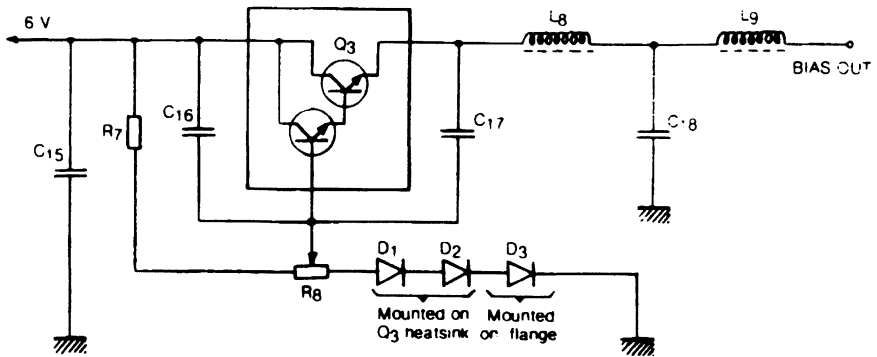 6 V
Q3
L8
L9
BIAS OUT
R7
C16
C17
C18
C15
D1
D2
D3
R8
Mounted on
Q3 heatsink
Mounted
on flange